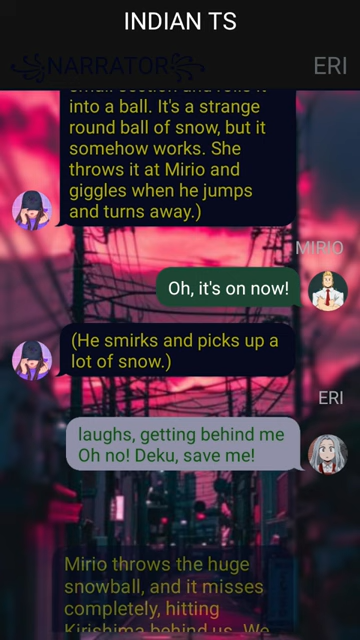 INDIAN TS
NARRATOR
ERI
small section and rolls it
into a ball. It's a strange
round ball of snow, but it
somehow works. She
throws it at Mirio and
giggles when he jumps
and turns away.)
MIRIO
Oh, it's on now!
(He smirks and picks up a
lot of snow.)
ERI
laughs, getting behind me
Oh no! Deku, save me!
Mirio throws the huge
snowball, and it misses
completely, hitting
Kirishima behind us. We